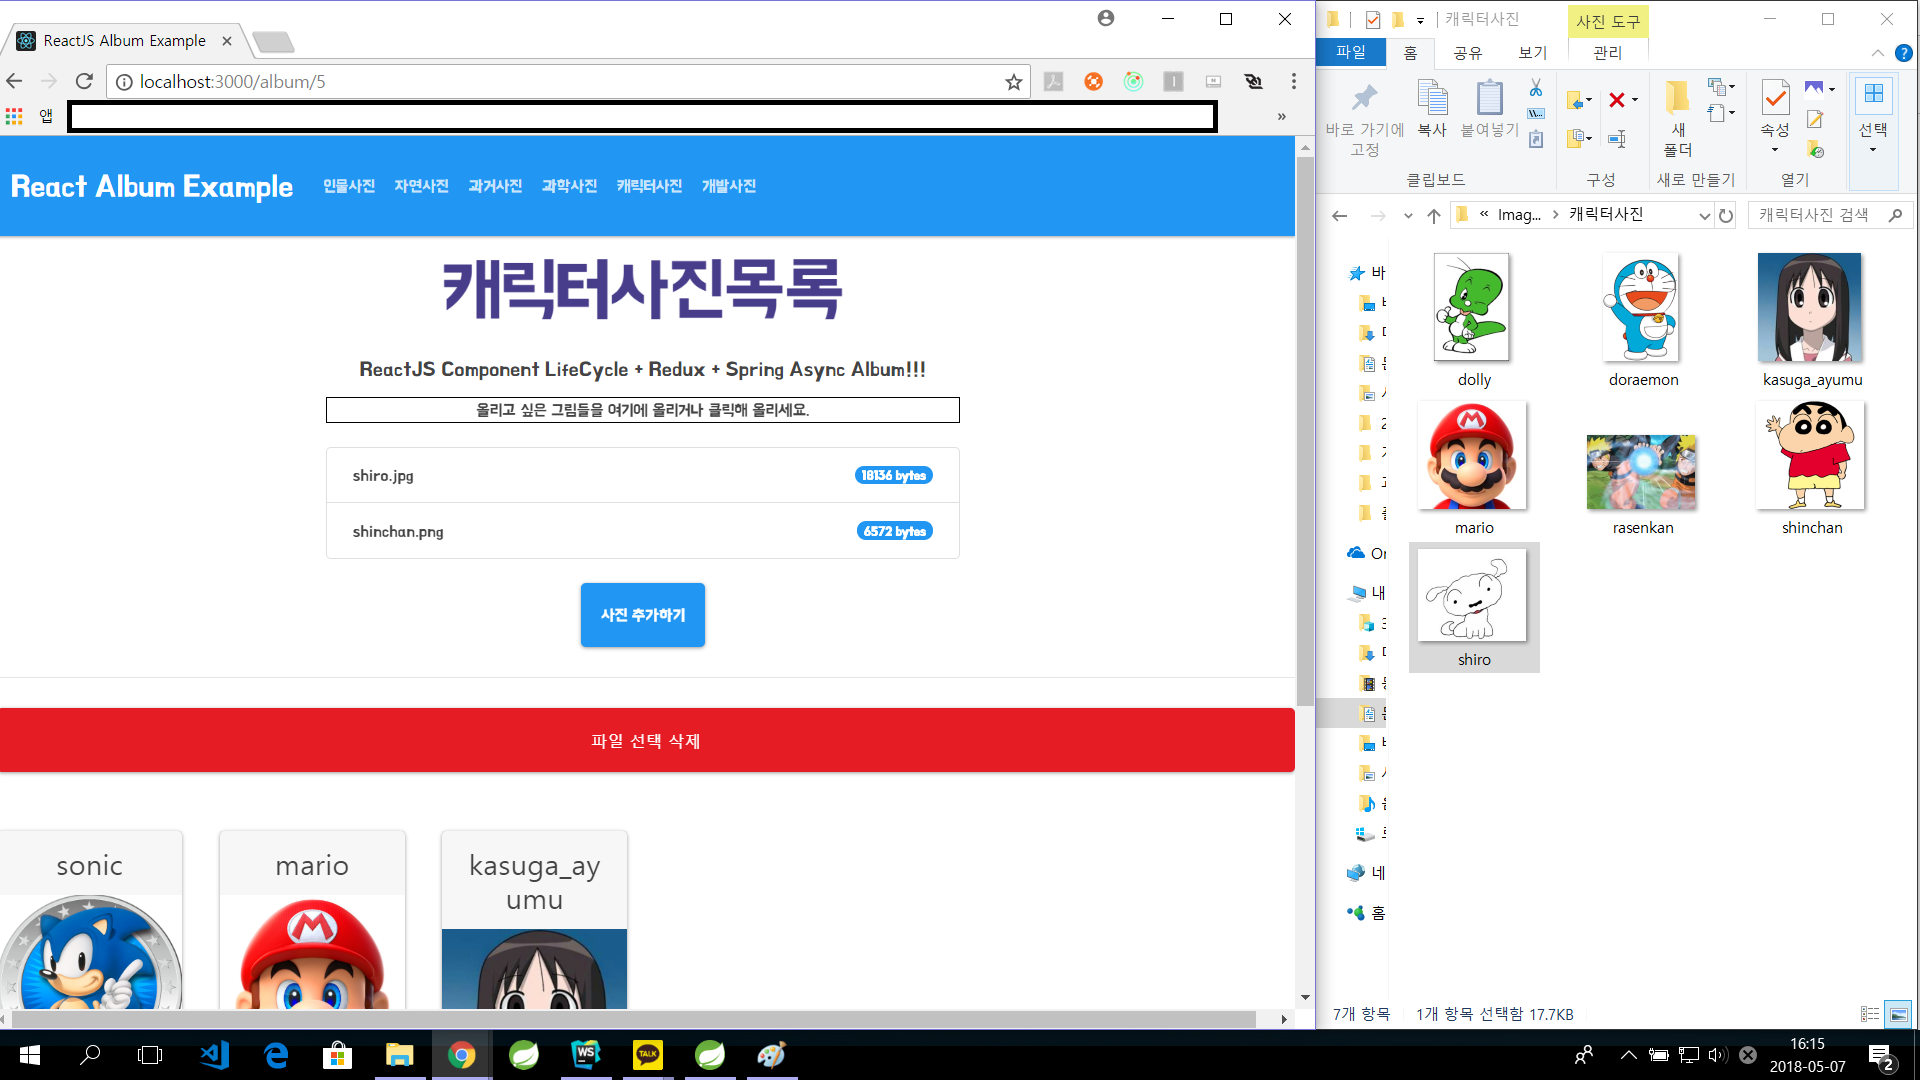 ReactJS Album Example
localhost:3000/album/5
앱
»
React Album Example
인물사진
자연사진
과거사진
과학사진
캐릭터사진
개발사진
캐릭터사진목록
ReactJS Component LifeCycle + Redux + Spring Async Album!!!
올리고 싶은 그림들을 여기에 올리거나 클릭해 올리세요.
shiro.jpg
18136 bytes
shinchan.png
6572 bytes
사진 추가하기
파일 선택 삭제
sonic
mario
kasuga_ay
umu
캐릭터사진
사진 도구
파일
홈
공유
보기
관리
바로 가기에
고정
복사
붙여넣기
새
폴더
속성
선택
클립보드
구성
새로 만들기
열기
« Imag... > 캐릭터사진
캐릭터사진 검색
바
내
네
홈
dolly
doraemon
kasuga_ayumu
mario
rasenkan
shinchan
shiro
7개 항목
1개 항목 선택함 17.7KB
WS
TALK
16:15
2018-05-07
2